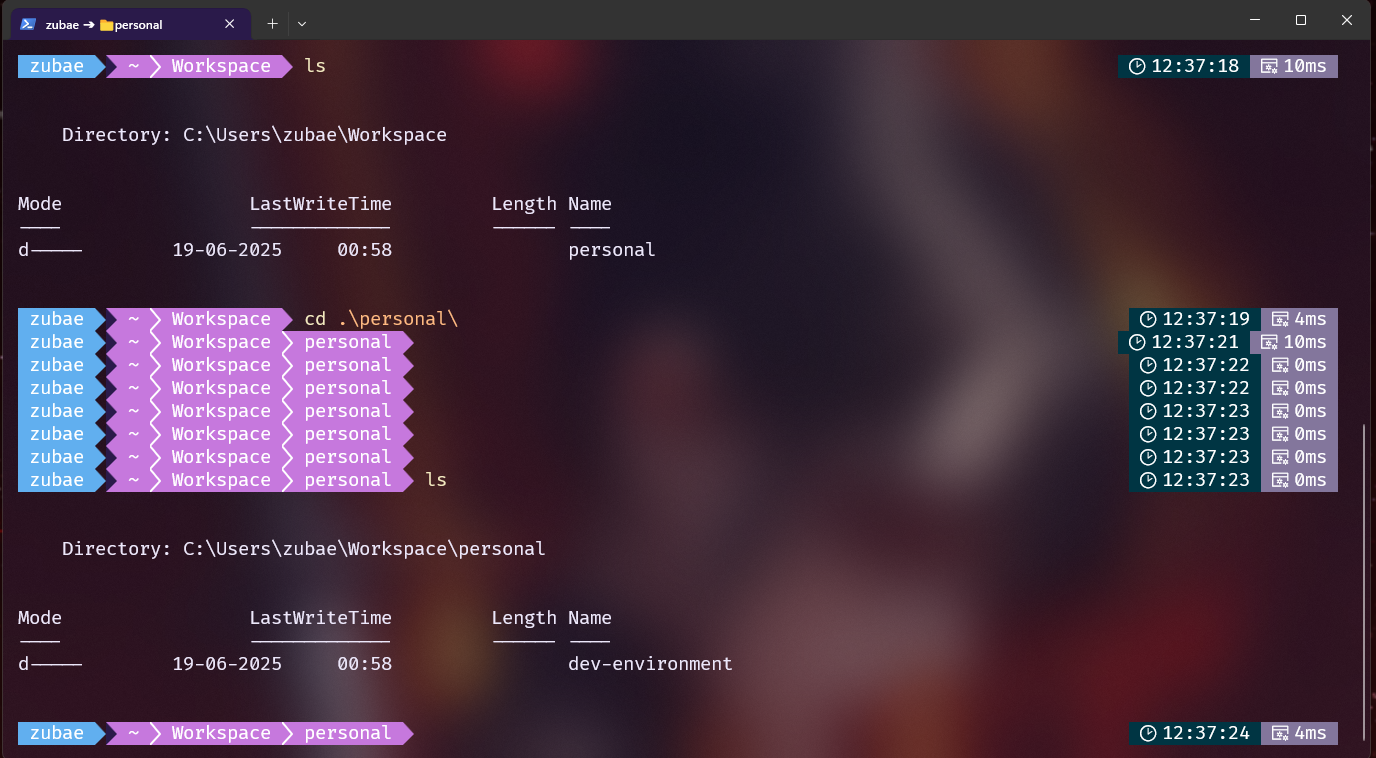 zubae ➔ personal
zubae ~ Workspace ls 12:37:18 10ms
Directory: C:\Users\zubae\Workspace
Mode LastWriteTime Length Name
---- ------------- ------ ----
d----- 19-06-2025 00:58 personal
zubae ~ Workspace cd .\personal\ 12:37:19 4ms
zubae ~ Workspace personal 12:37:21 10ms
zubae ~ Workspace personal 12:37:22 0ms
zubae ~ Workspace personal 12:37:22 0ms
zubae ~ Workspace personal 12:37:23 0ms
zubae ~ Workspace personal 12:37:23 0ms
zubae ~ Workspace personal 12:37:23 0ms
zubae ~ Workspace personal ls 12:37:23 0ms
Directory: C:\Users\zubae\Workspace\personal
Mode LastWriteTime Length Name
---- ------------- ------ ----
d----- 19-06-2025 00:58 dev-environment
zubae ~ Workspace personal 12:37:24 4ms